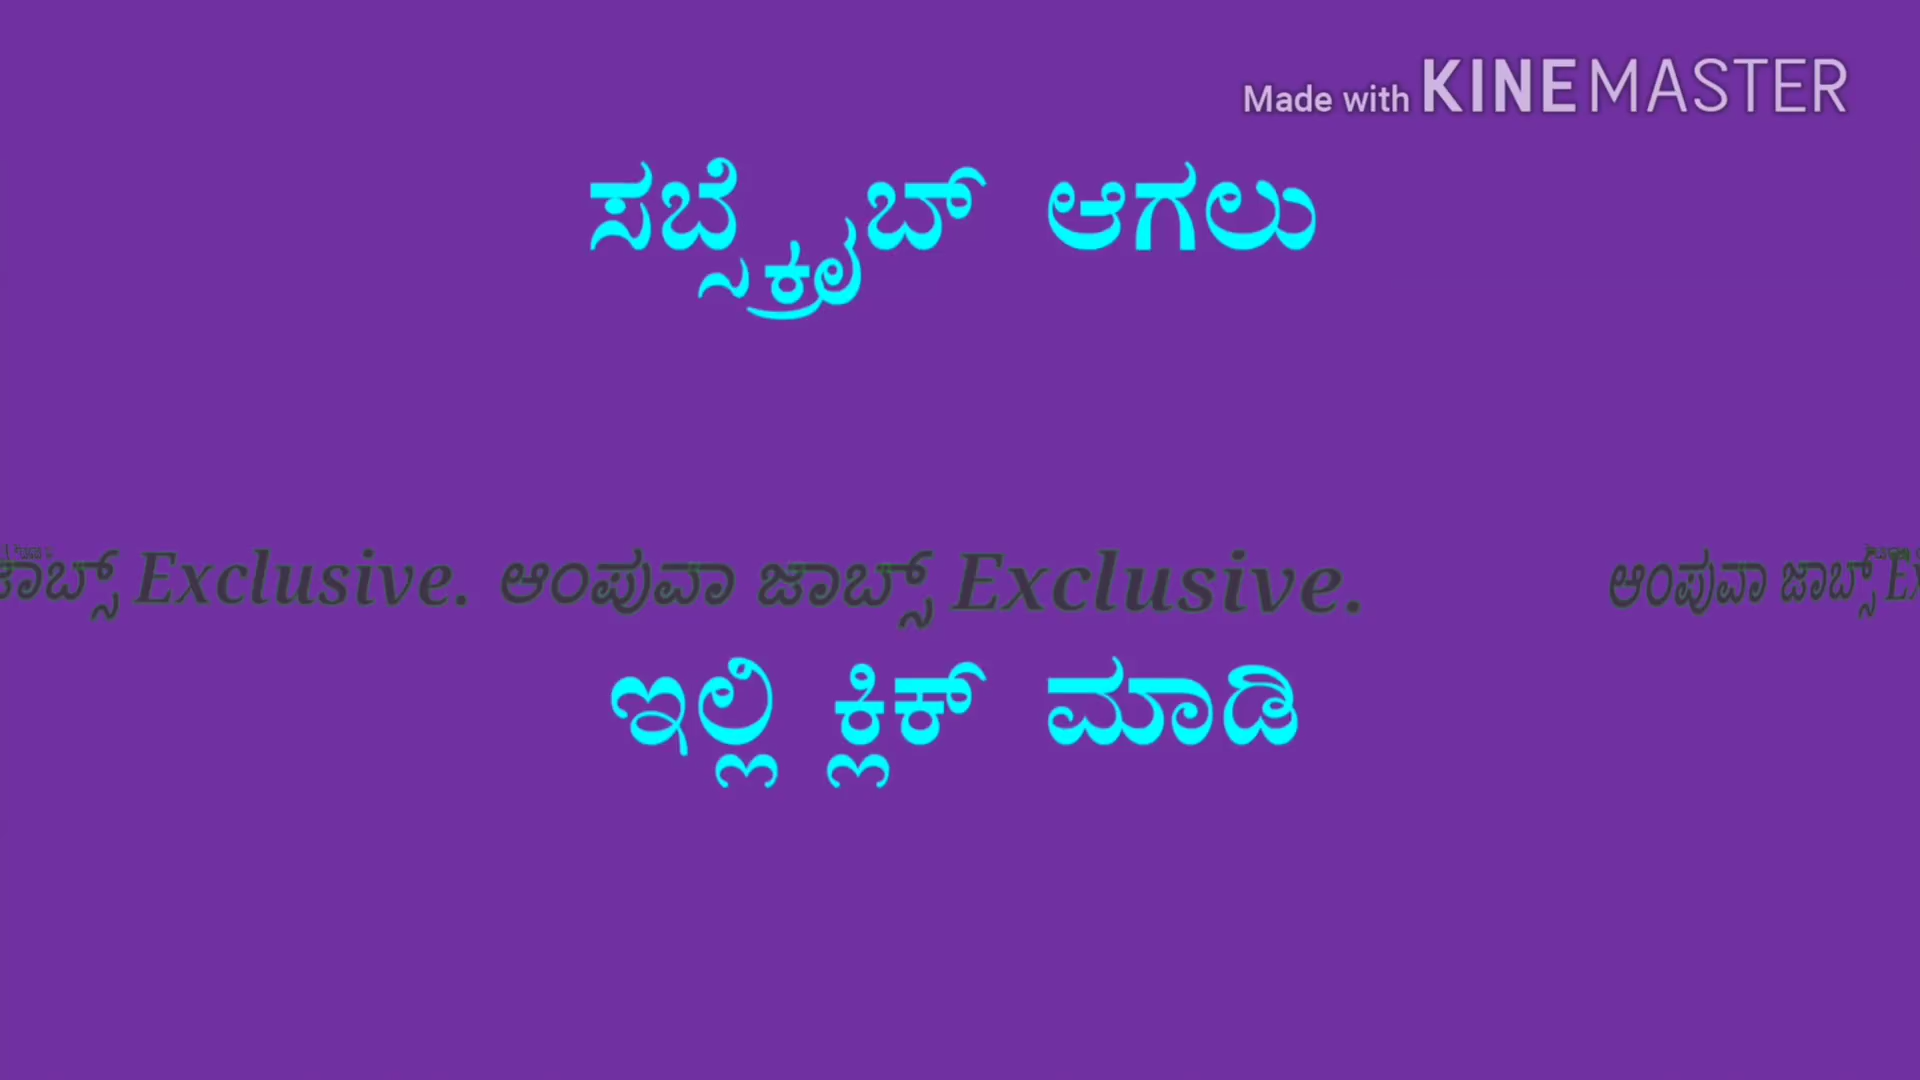 Made with KINEMASTER
ಸಬ್ಸ್ಕ್ರೈಬ್ ಆಗಲು
ಜಾಬ್ಸ್ Exclusive. ಆಂಪುವಾ ಜಾಬ್ಸ್ Exclusive. ಆಂಪುವಾ ಜಾಬ್ಸ್
ಇಲ್ಲಿ ಕ್ಲಿಕ್ ಮಾಡಿ